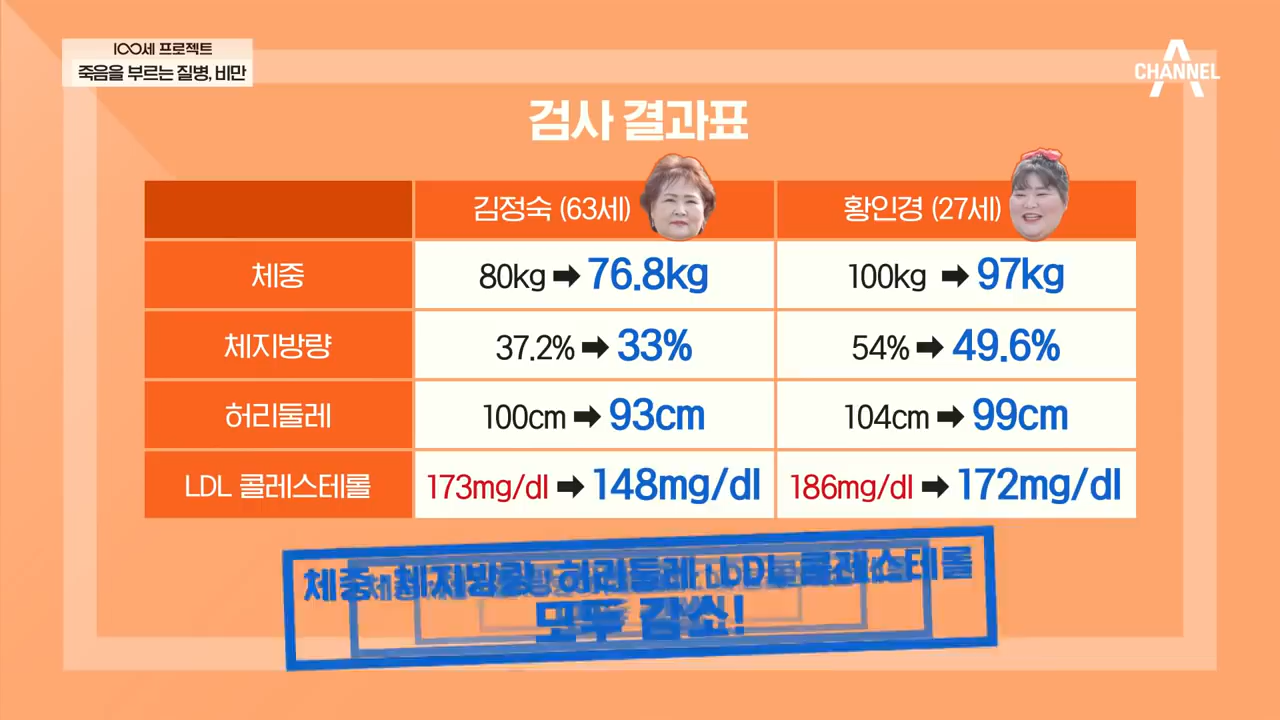 100세 프로젝트
죽음을 부르는 질병, 비만
CHANNEL A
검사 결과표
김정숙 (63세) 황인경 (27세)
체중 80kg ➡ 76.8kg 100kg ➡ 97kg
체지방량 37.2% ➡ 33% 54% ➡ 49.6%
허리둘레 100cm ➡ 93cm 104cm ➡ 99cm
LDL 콜레스테롤 173mg/dl ➡ 148mg/dl 186mg/dl ➡ 172mg/dl
체중, 체지방량, 허리둘레, LDL 콜레스테롤
모두 감소!